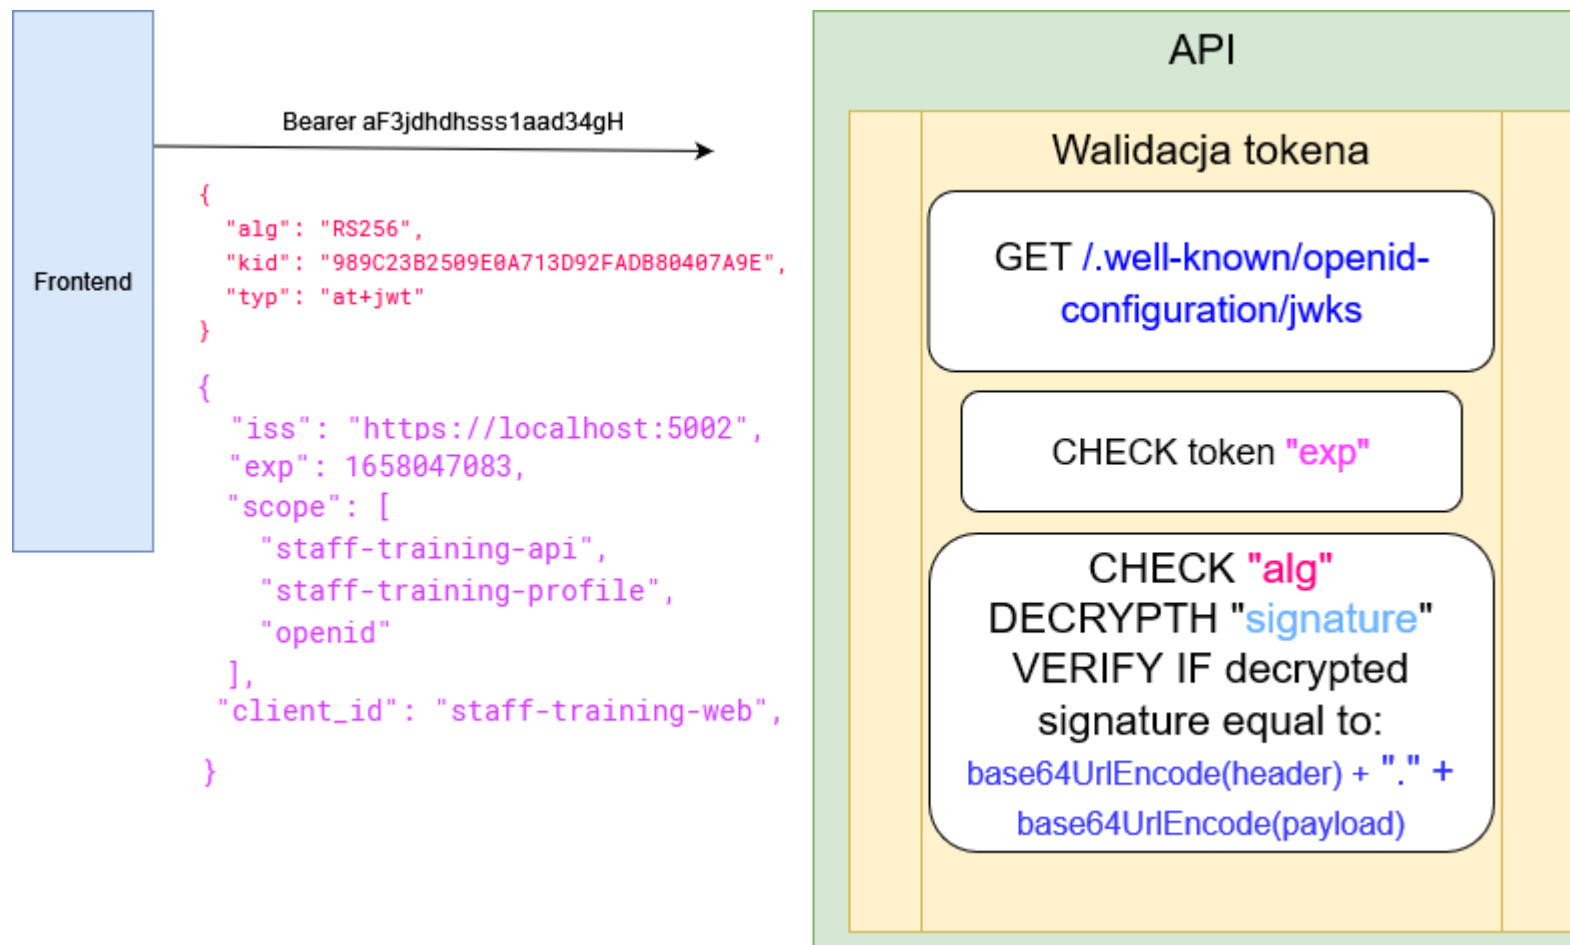 Frontend
Bearer aF3jdhdhsss1aad34gH
{
"alg": "RS256",
"kid": "989C23B2509E0A713D92FADB80407A9E",
"typ": "at+jwt"
}
{
"iss": "https://localhost:5002",
"exp": 1658047083,
"scope": [
"staff-training-api",
"staff-training-profile",
"openid"
],
"client_id": "staff-training-web",
}
API
Walidacja tokena
GET /.well-known/openid-
configuration/jwks
CHECK token "exp"
CHECK "alg"
DECRYPTH "signature"
VERIFY IF decrypted
signature equal to:
base64UrlEncode(header) + "." +
base64UrlEncode(payload)